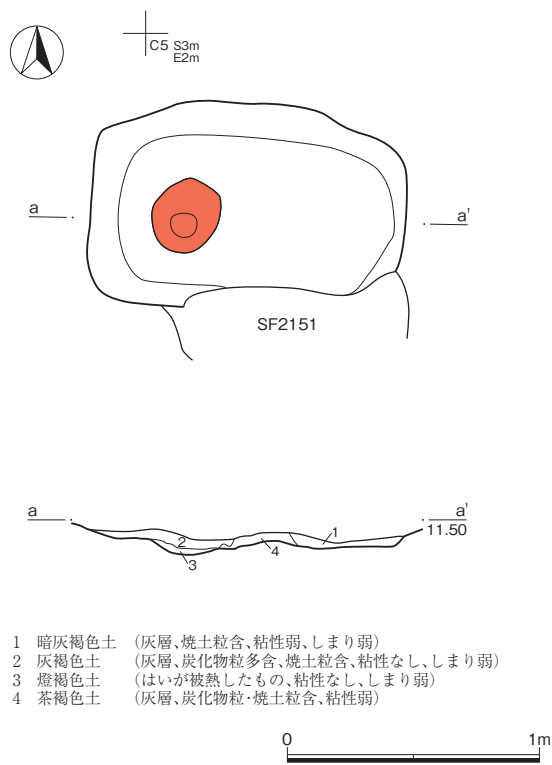 C5 S3m
E2m
a
a'
SF2151
a
a'
11.50
1
2
3
4
1 暗灰褐色土 (灰層、焼土粒含、粘性弱、しまり弱)
2 灰褐色土 (灰層、炭化物粒多含、焼土粒含、粘性なし、しまり弱)
3 燈褐色土 (はいが被熱したもの、粘性なし、しまり弱)
4 茶褐色土 (灰層、炭化物粒・焼土粒含、粘性弱)
0
1m